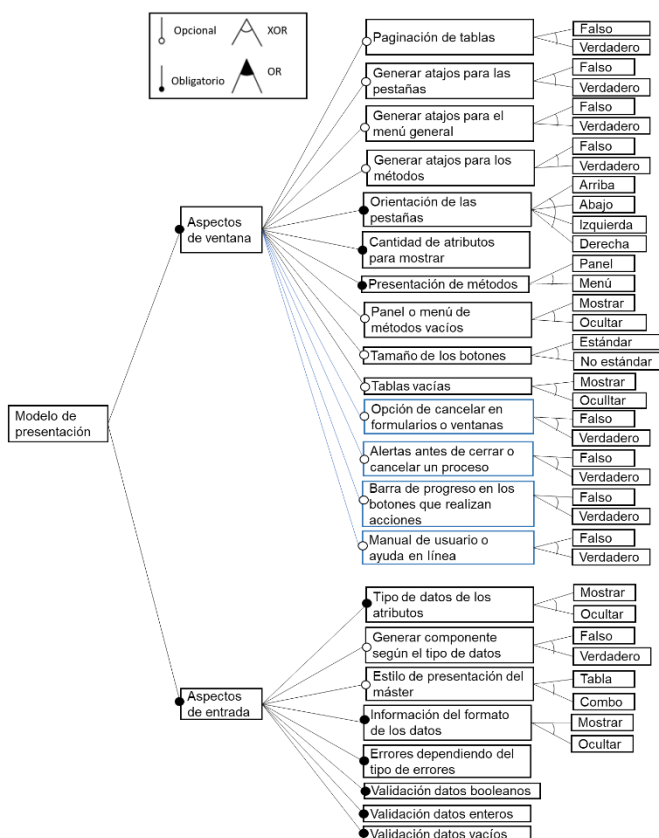 Opcional
XOR
Obligatorio
OR
Modelo de
presentación
Aspectos
de ventana
Paginación de tablas
Falso
Verdadero
Generar atajos para las
pestañas
Falso
Verdadero
Generar atajos para el
menú general
Falso
Verdadero
Generar atajos para los
métodos
Falso
Verdadero
Orientación de las
pestañas
Arriba
Abajo
Izquierda
Derecha
Cantidad de atributos
para mostrar
Presentación de métodos
Panel
Menú
Panel o menú de
métodos vacíos
Mostrar
Ocultar
Tamaño de los botones
Estándar
No estándar
Tablas vacías
Mostrar
Oculltar
Opción de cancelar en
formularios o ventanas
Falso
Verdadero
Alertas antes de cerrar o
cancelar un proceso
Falso
Verdadero
Barra de progreso en los
botones que realizan
acciones
Falso
Verdadero
Manual de usuario o
ayuda en línea
Falso
Verdadero
Aspectos
de entrada
Tipo de datos de los
atributos
Mostrar
Ocultar
Generar componente
según el tipo de datos
Falso
Verdadero
Estilo de presentación del
máster
Tabla
Combo
Información del formato
de los datos
Mostrar
Ocultar
Errores dependiendo del
tipo de errores
Validación datos booleanos
Validación datos enteros
Validación datos vacíos